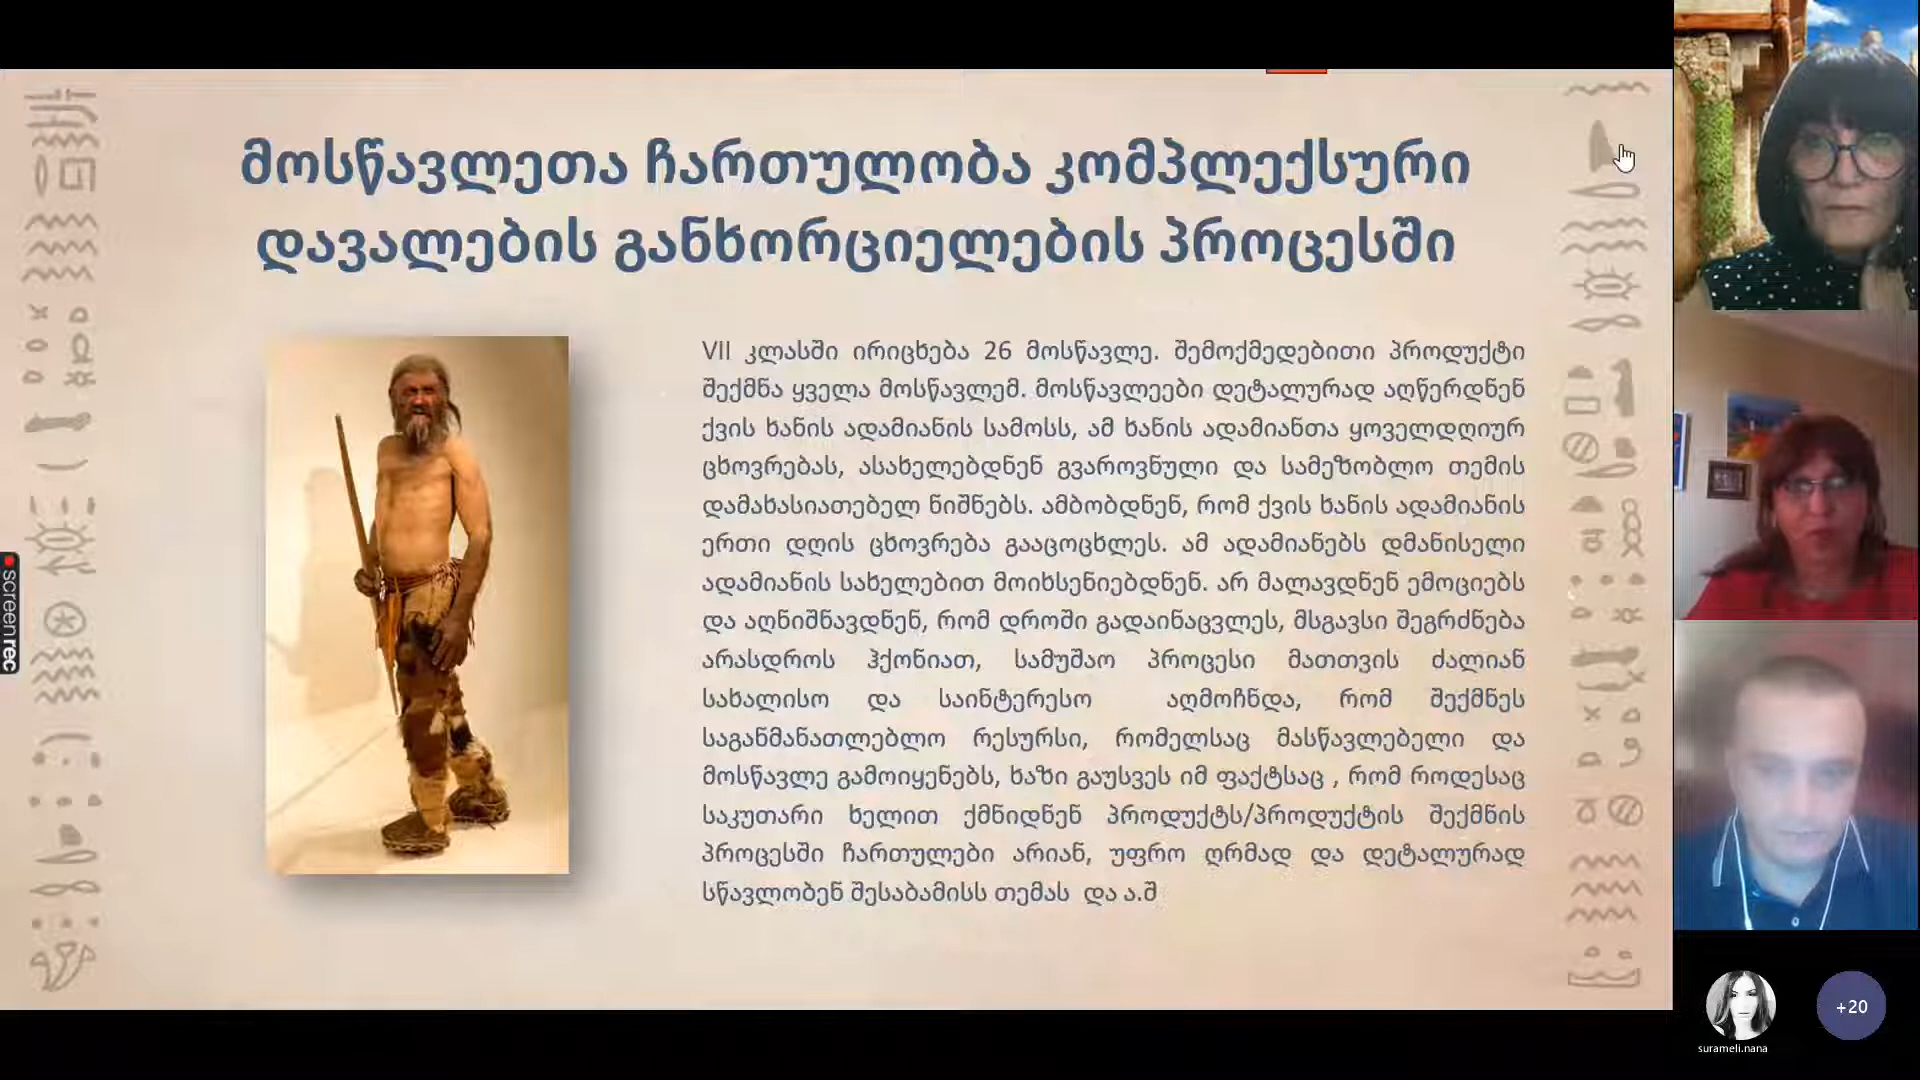 მოსწავლეთა ჩართულობა კომპლექსური
დავალების განხორციელების პროცესში
VII კლასში ირიცხება 26 მოსწავლე. შემოქმედებითი პროდუქტი
შექმნა ყველა მოსწავლემ. მოსწავლეები დეტალურად აღწერდნენ
ქვის ხანის ადამიანის სამოსს, ამ ხანის ადამიანთა ყოველდღიურ
ცხოვრებას, ასახელებდნენ გვაროვნული და სამეზობლო თემის
დამახასიათებელ ნიშნებს. ამბობდნენ, რომ ქვის ხანის ადამიანის
ერთი დღის ცხოვრება გააცოცხლეს. ამ ადამიანებს დმანისელი
ადამიანის სახელებით მოიხსენიებდნენ. არ მალავდნენ ემოციებს
და აღნიშნავდნენ, რომ დროში გადაინაცვლეს, მსგავსი შეგრძნება
არასდროს ჰქონიათ, სამუშაო პროცესი მათთვის ძალიან
სახალისო და საინტერესო აღმოჩნდა, რომ შექმნეს
საგანმანათლებლო რესურსი, რომელსაც მასწავლებელი და
მოსწავლე გამოიყენებს, ხაზი გაუსვეს იმ ფაქტსაც , რომ როდესაც
საკუთარი ხელით ქმნიდნენ პროდუქტს/პროდუქტის შექმნის
პროცესში ჩართულები არიან, უფრო ღრმად და დეტალურად
სწავლობენ შესაბამისს თემას და ა.შ
screenrec
+20
surameli.nana